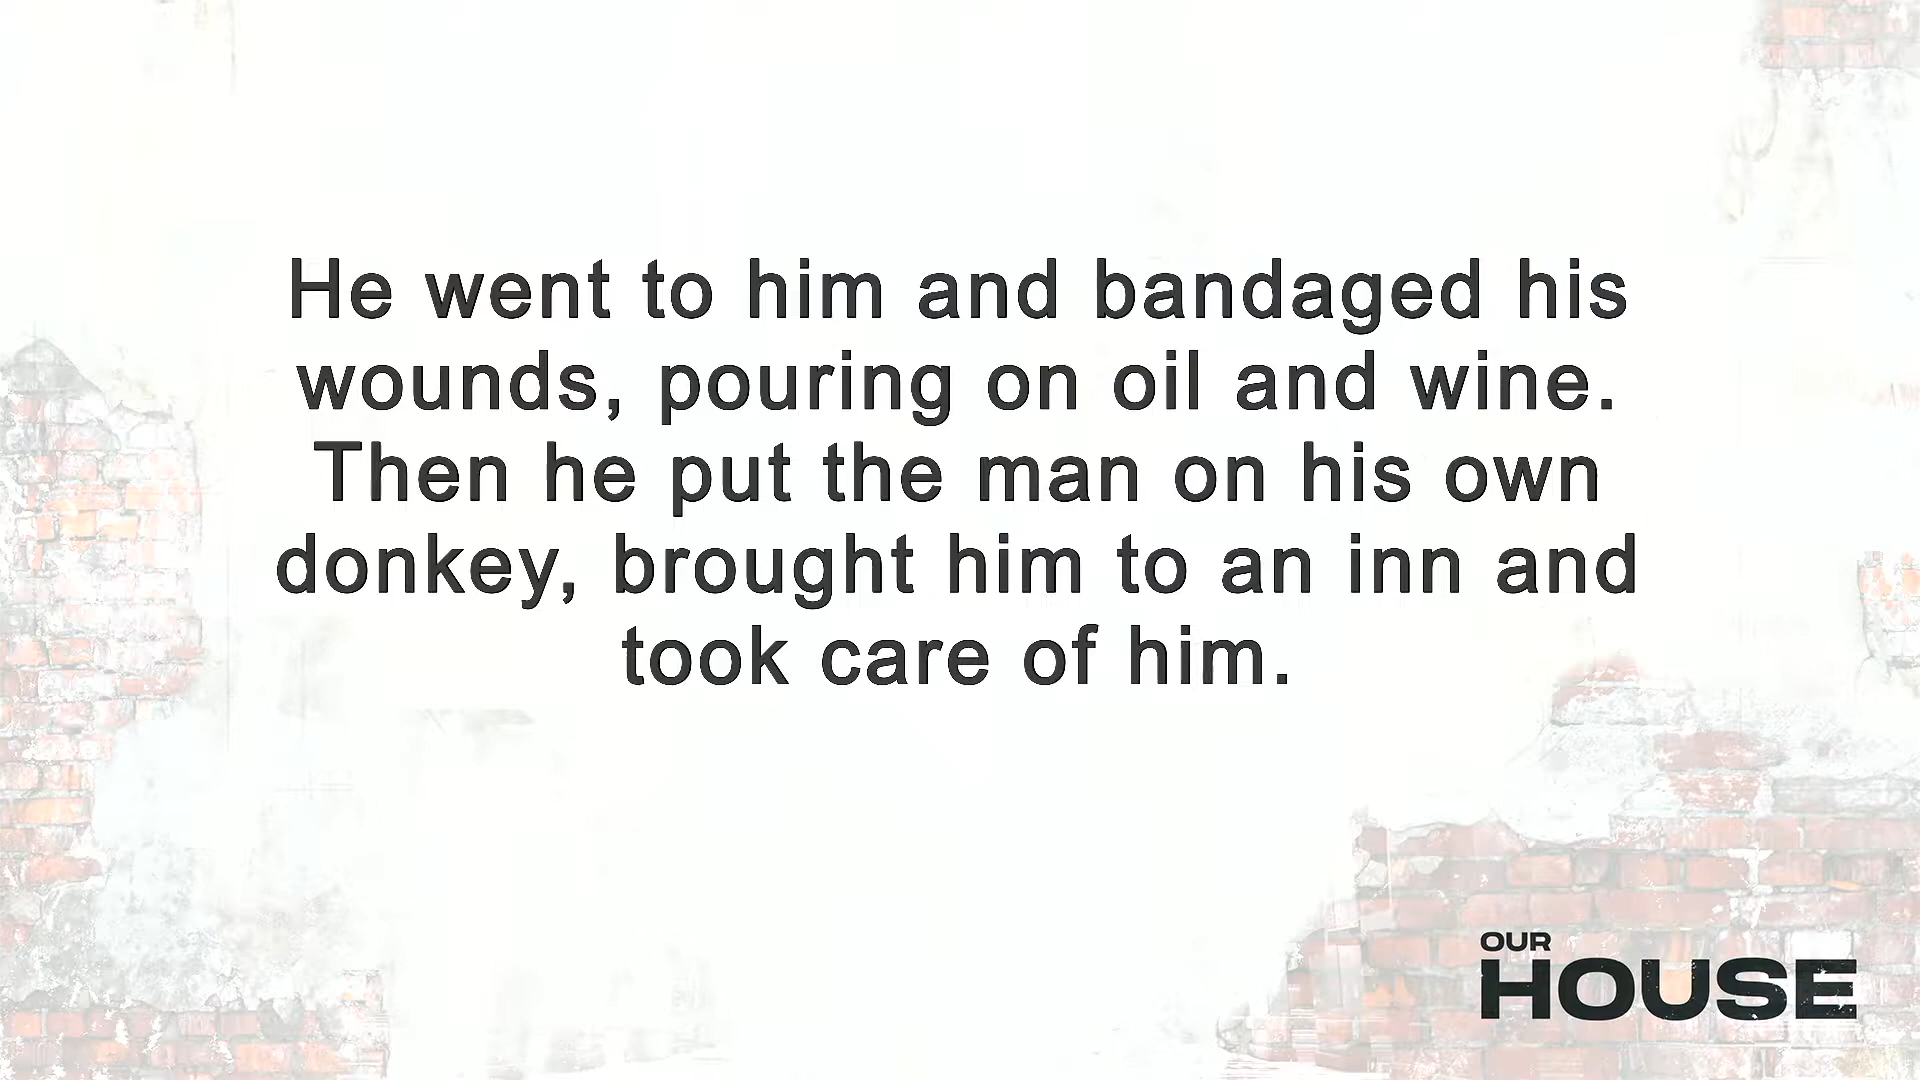 He went to him and bandaged his
wounds, pouring on oil and wine.
Then he put the man on his own
donkey, brought him to an inn and
took care of him.
OUR
HOUSE